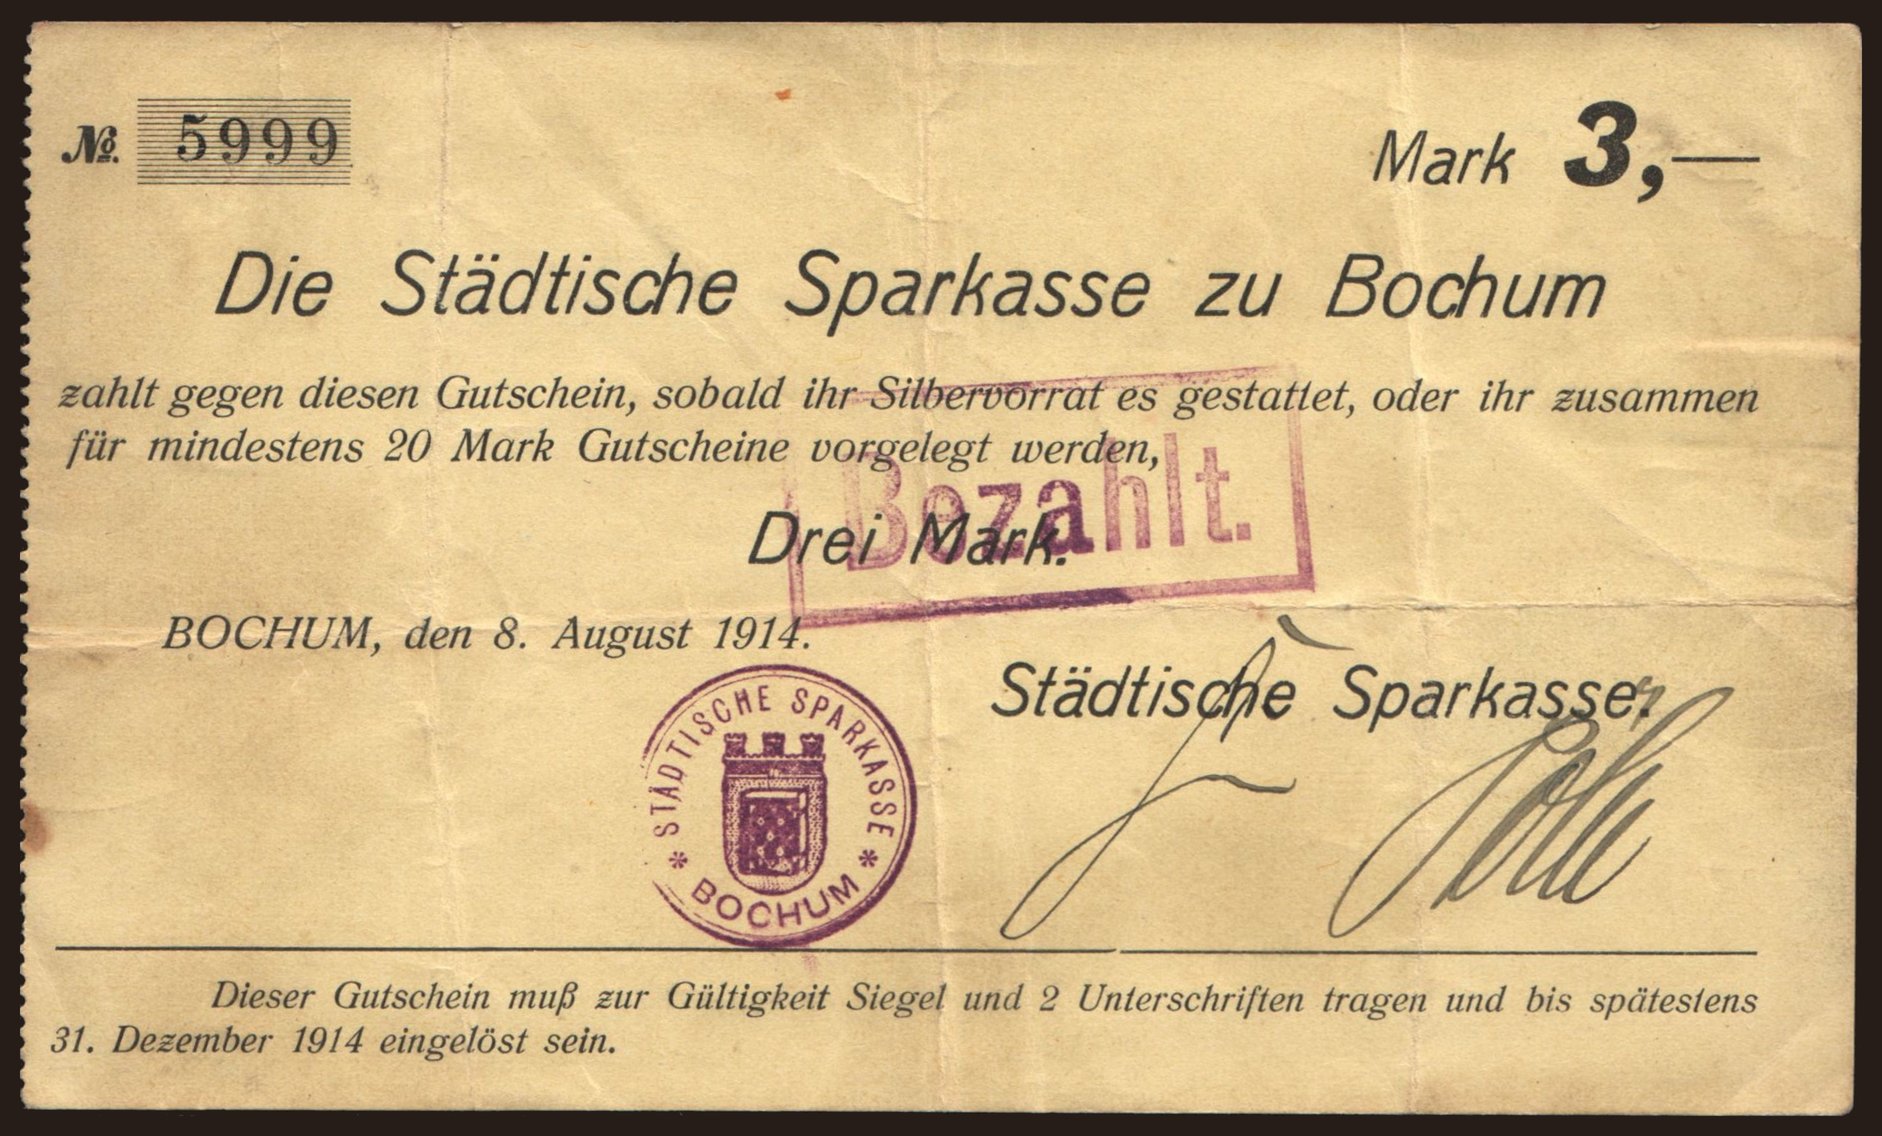 №. 5999
Mark 3,—
Die Städtische Sparkasse zu Bochum
zahlt gegen diesen Gutschein, sobald ihr Silbervorrat es gestattet, oder ihr zusammen
für mindestens 20 Mark Gutscheine vorgelegt werden,
Bezahlt.
Drei Mark.
BOCHUM, den 8. August 1914.
Städtische Sparkasse.
STÄDTISCHE SPARKASSE
* BOCHUM *
Dieser Gutschein muß zur Gültigkeit Siegel und 2 Unterschriften tragen und bis spätestens
31. Dezember 1914 eingelöst sein.